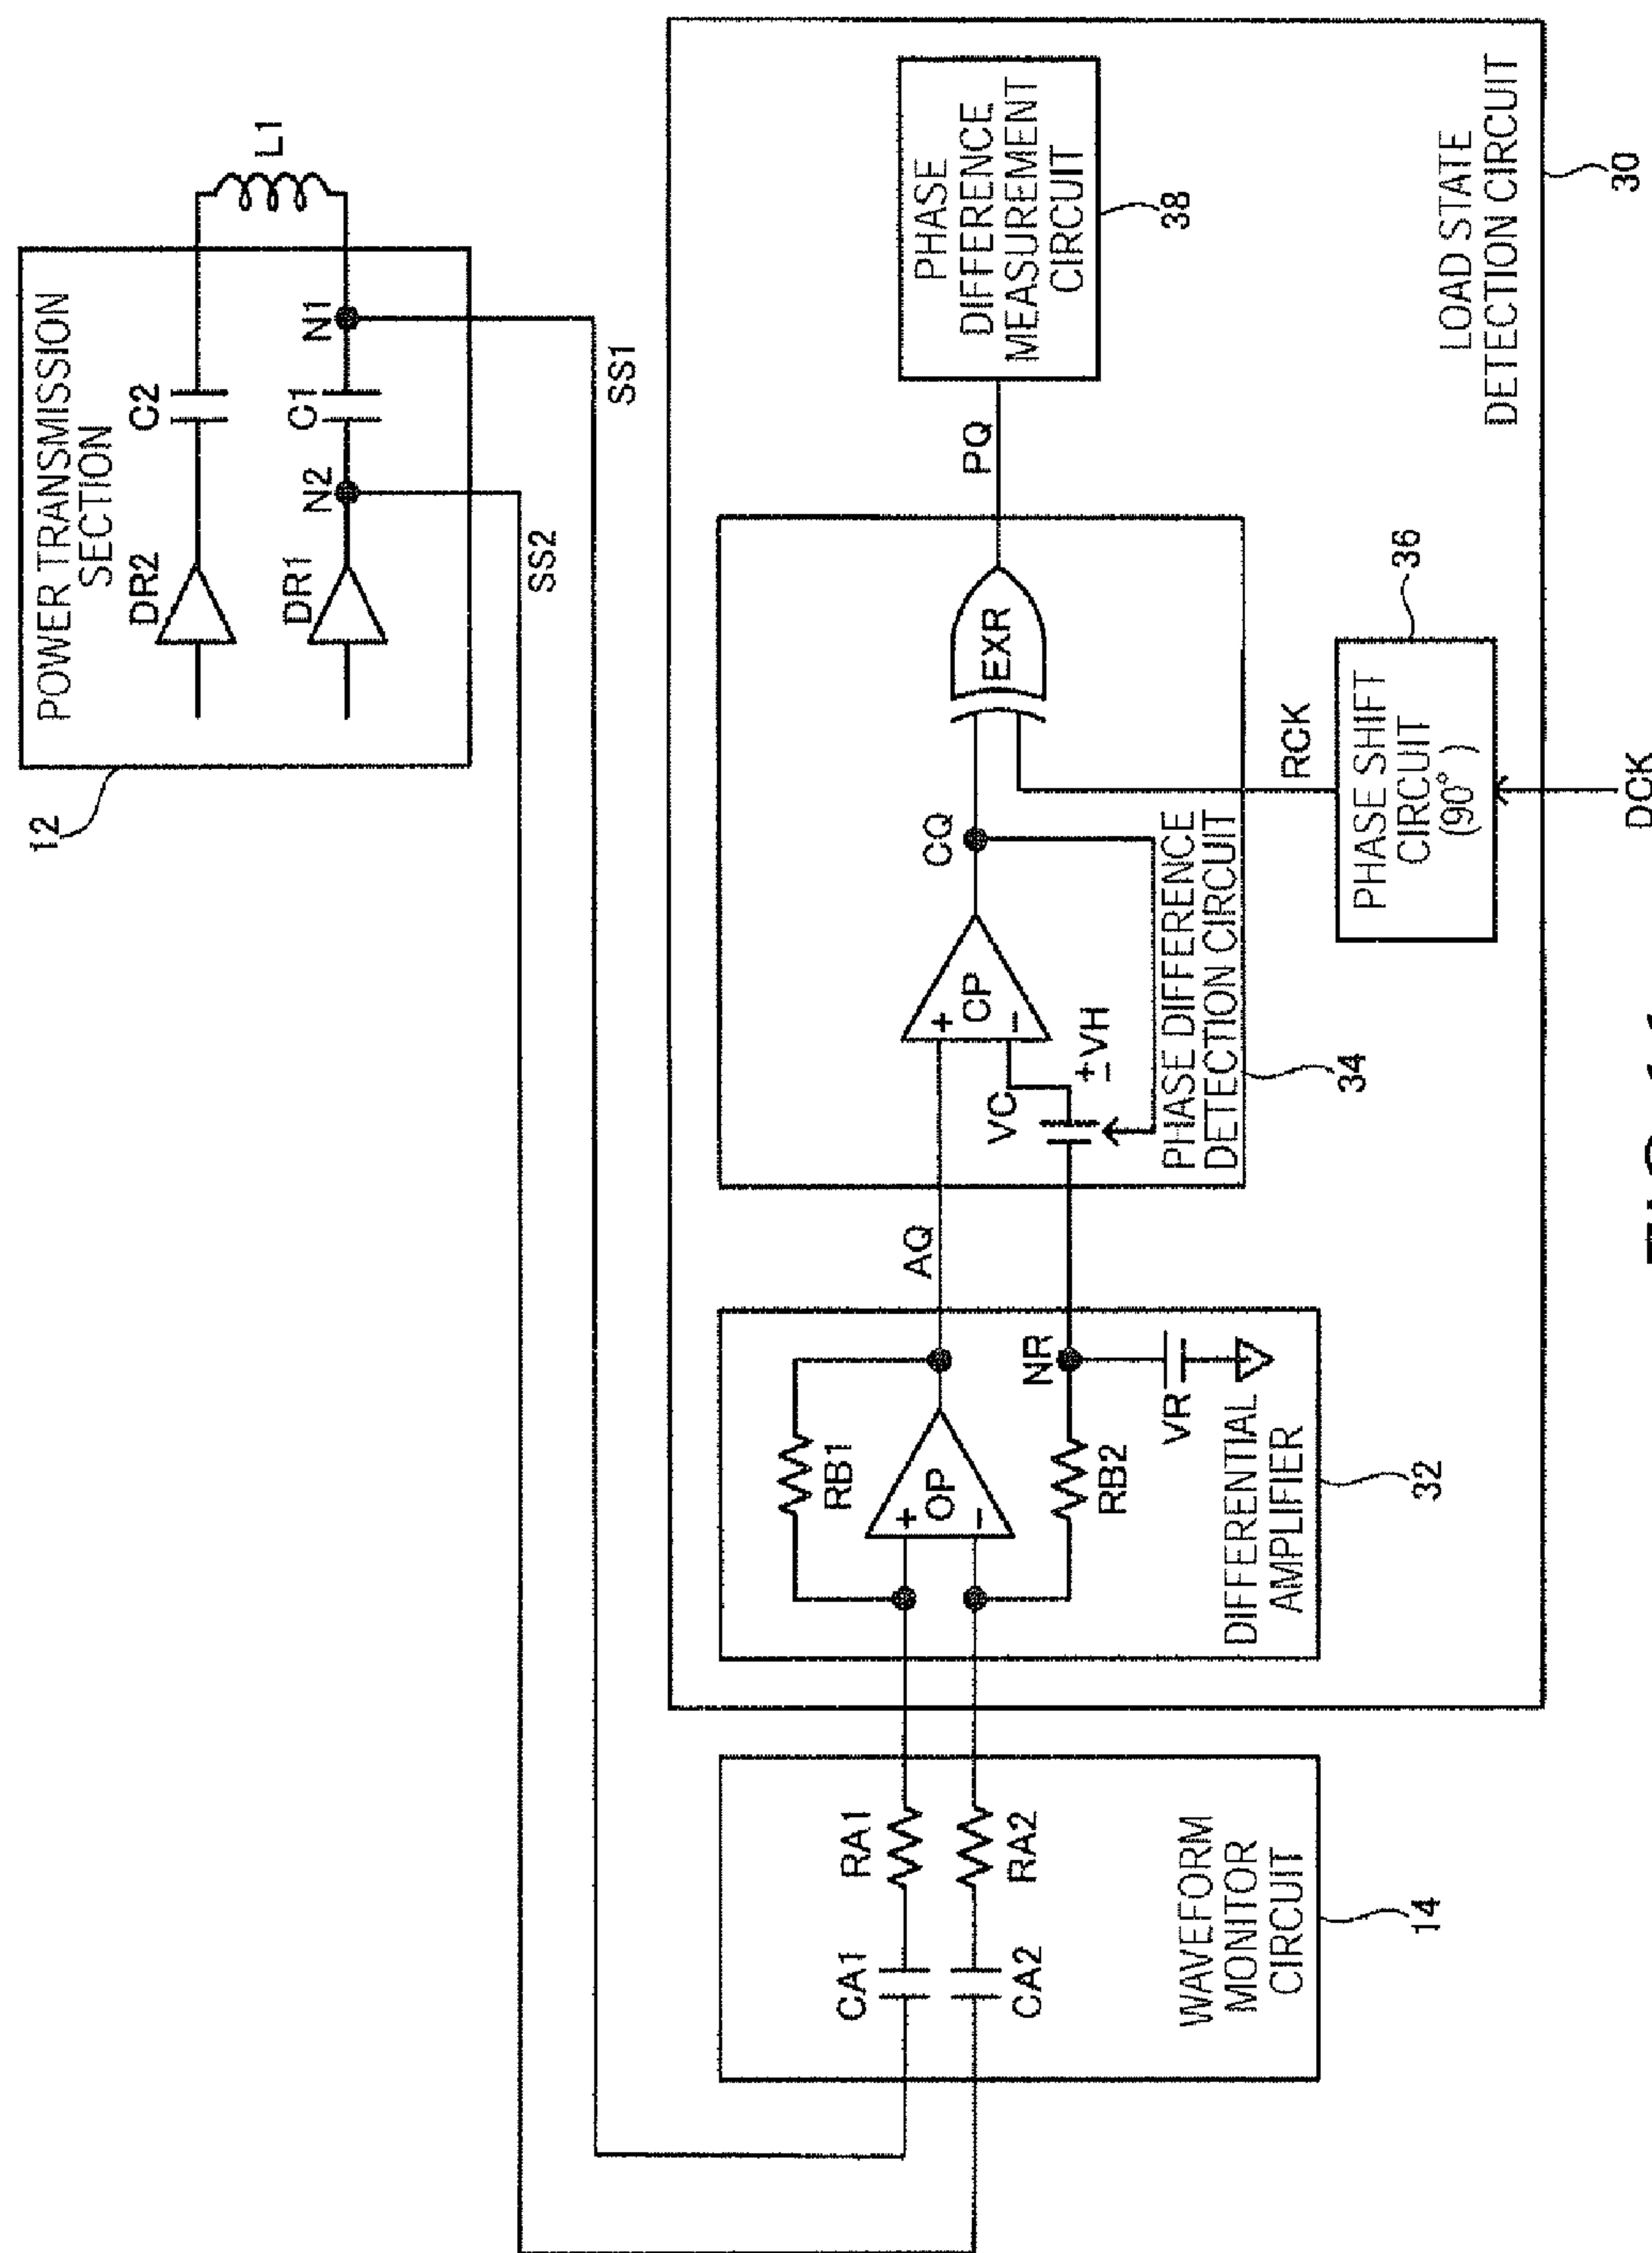 POWER TRANSMISSION
SECTION
DR2
C2
L1
DR1
N2
C1
N1
12
SS2
SS1
CA1
RA1
CA2
RA2
WAVEFORM
MONITOR
CIRCUIT
14
RB1
+
OP
−
RB2
NR
VR
DIFFERENTIAL
AMPLIFIER
32
AQ
+
CP
−
VC
±VH
CQ
EXR
PHASE DIFFERENCE
DETECTION CIRCUIT
34
PQ
PHASE
DIFFERENCE
MEASUREMENT
CIRCUIT
38
RCK
PHASE SHIFT
CIRCUIT
(90°)
36
DCK
LOAD STATE
DETECTION CIRCUIT
30